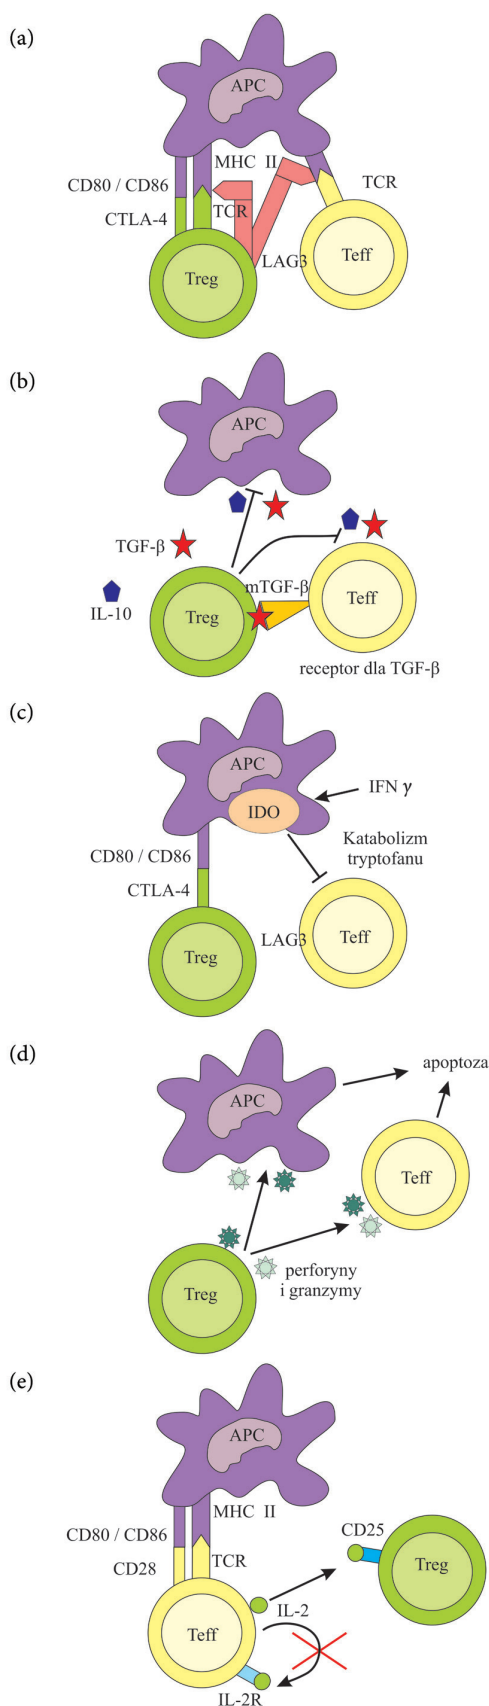 (a)
APC
MHC II
CD80 / CD86
TCR
CTLA-4
TCR
LAG3
Treg
Teff
(b)
APC
TGF-β
mTGF-β
IL-10
Treg
Teff
receptor dla TGF-β
(c)
APC
IDO
IFN γ
Katabolizm
tryptofanu
CD80 / CD86
CTLA-4
LAG3
Teff
Treg
(d)
apoptoza
APC
Teff
perforyny
i granzymy
Treg
(e)
APC
MHC II
CD80 / CD86
CD28
TCR
CD25
Treg
IL-2
Teff
IL-2R